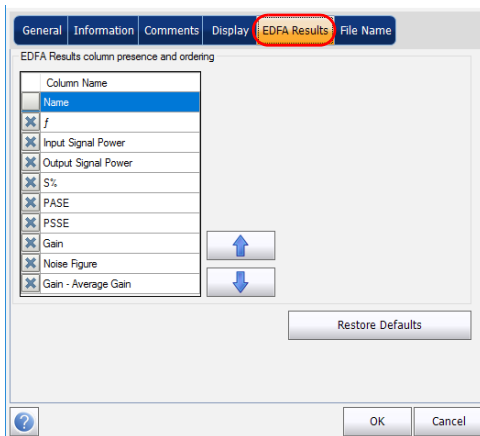 General Information Comments Display EDFA Results File Name
EDFA Results column presence and ordering
Column Name
Name
f
Input Signal Power
Output Signal Power
S%
PASE
PSSE
Gain
Noise Figure
Gain - Average Gain
Restore Defaults
?
OK Cancel